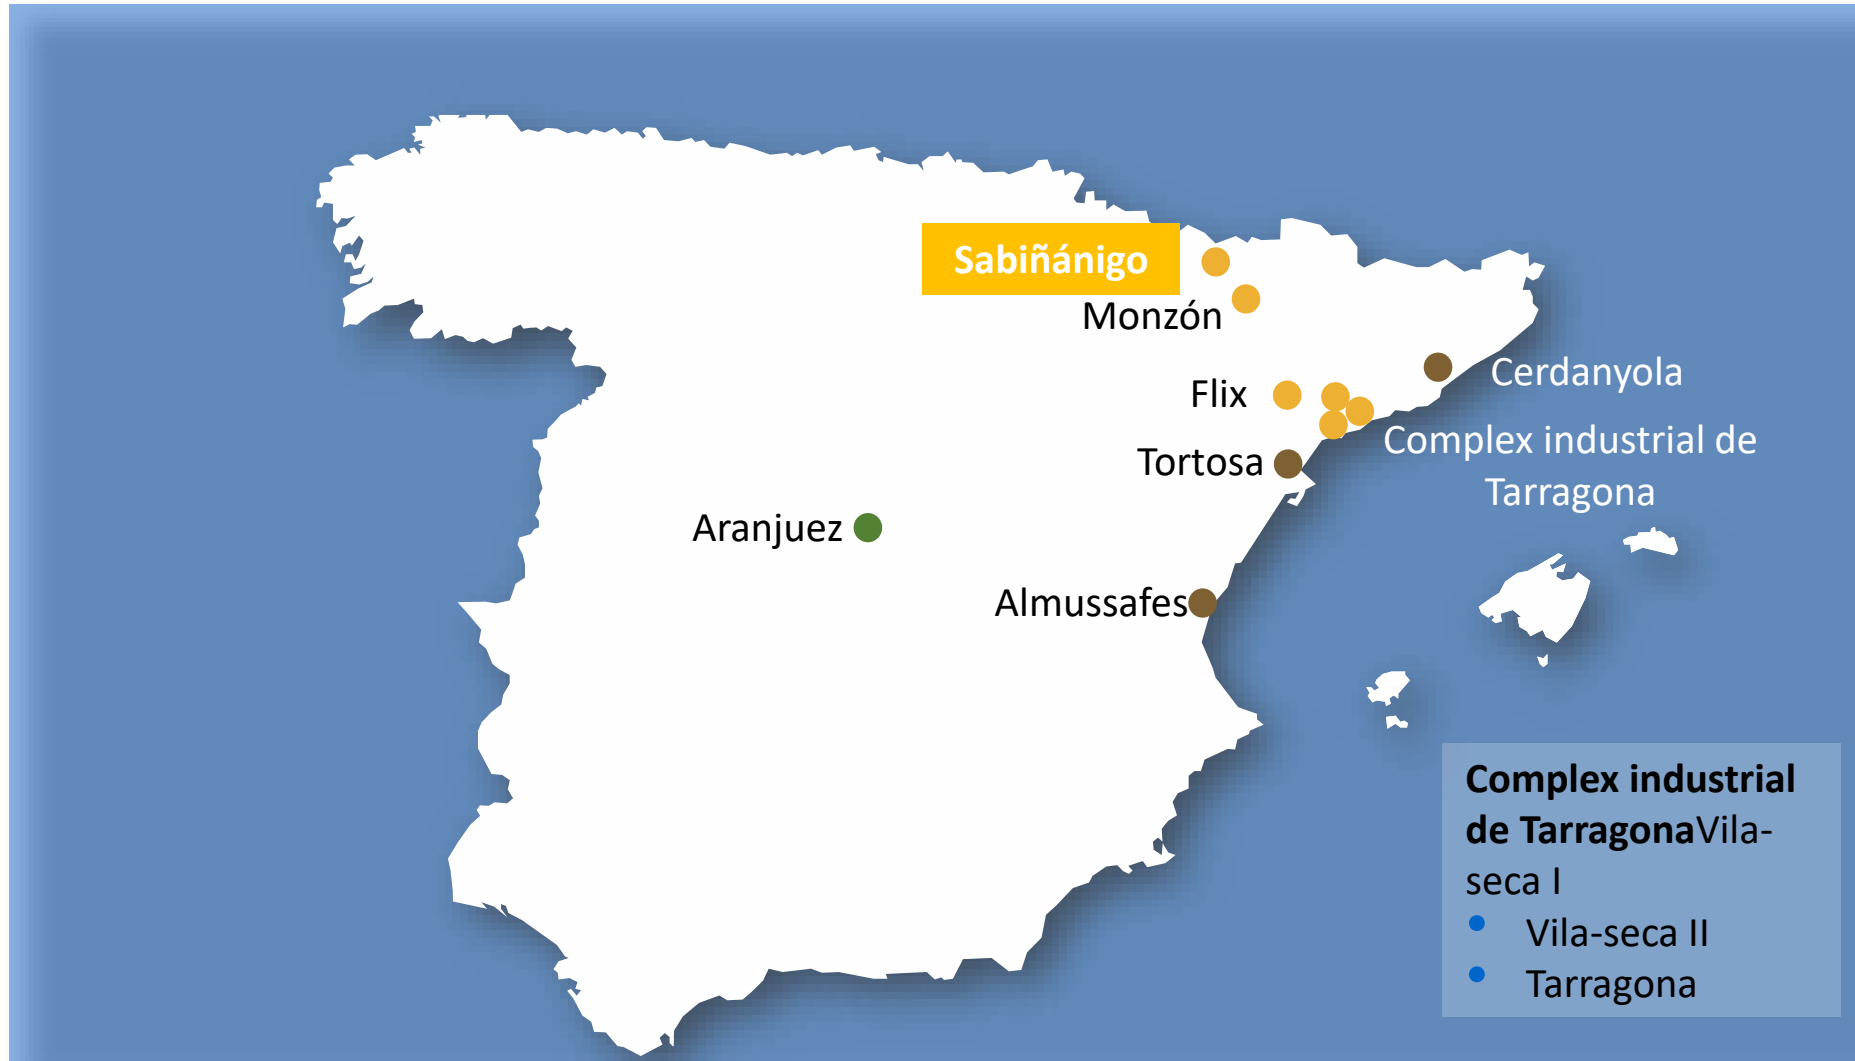 Sabiñánigo
Monzón
Cerdanyola
Flix
Complex industrial de
Tarragona
Tortosa
Aranjuez
Almussafes
Complex industrial
de TarragonaVila-
seca I
• Vila-seca II
• Tarragona